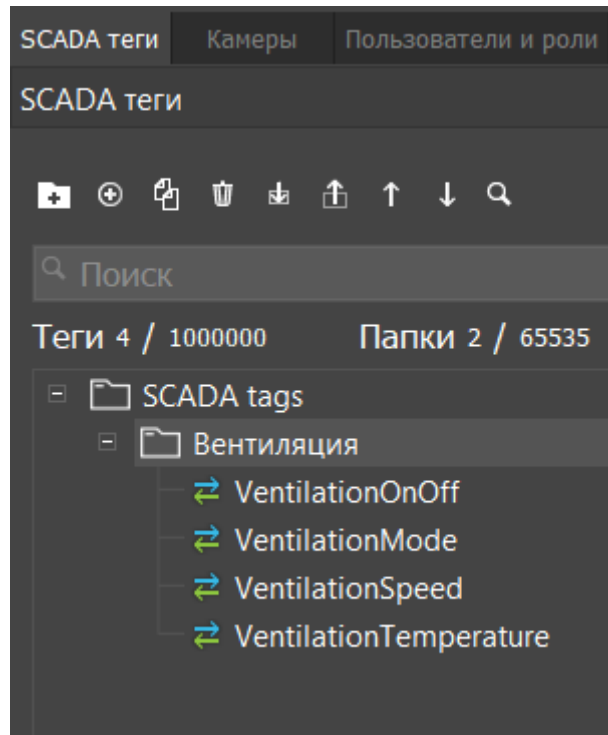 SCADA теги Камеры Пользователи и роли
SCADA теги
Поиск
Теги 4 / 1000000 Папки 2 / 65535
SCADA tags
Вентиляция
VentilationOnOff
VentilationMode
VentilationSpeed
VentilationTemperature